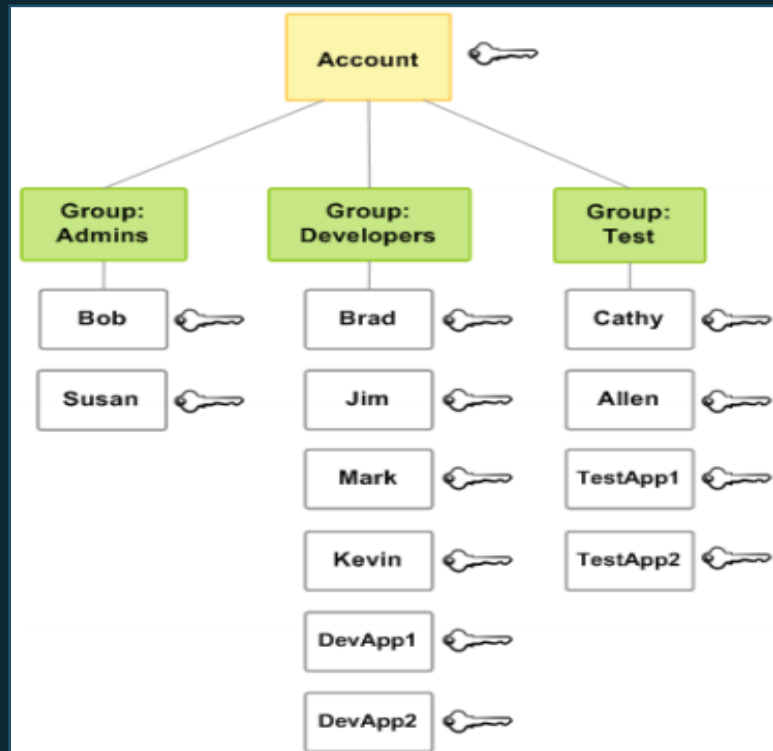 Account
Group:
Admins
Group:
Developers
Group:
Test
Bob
Brad
Cathy
Susan
Jim
Allen
Mark
TestApp1
Kevin
TestApp2
DevApp1
DevApp2